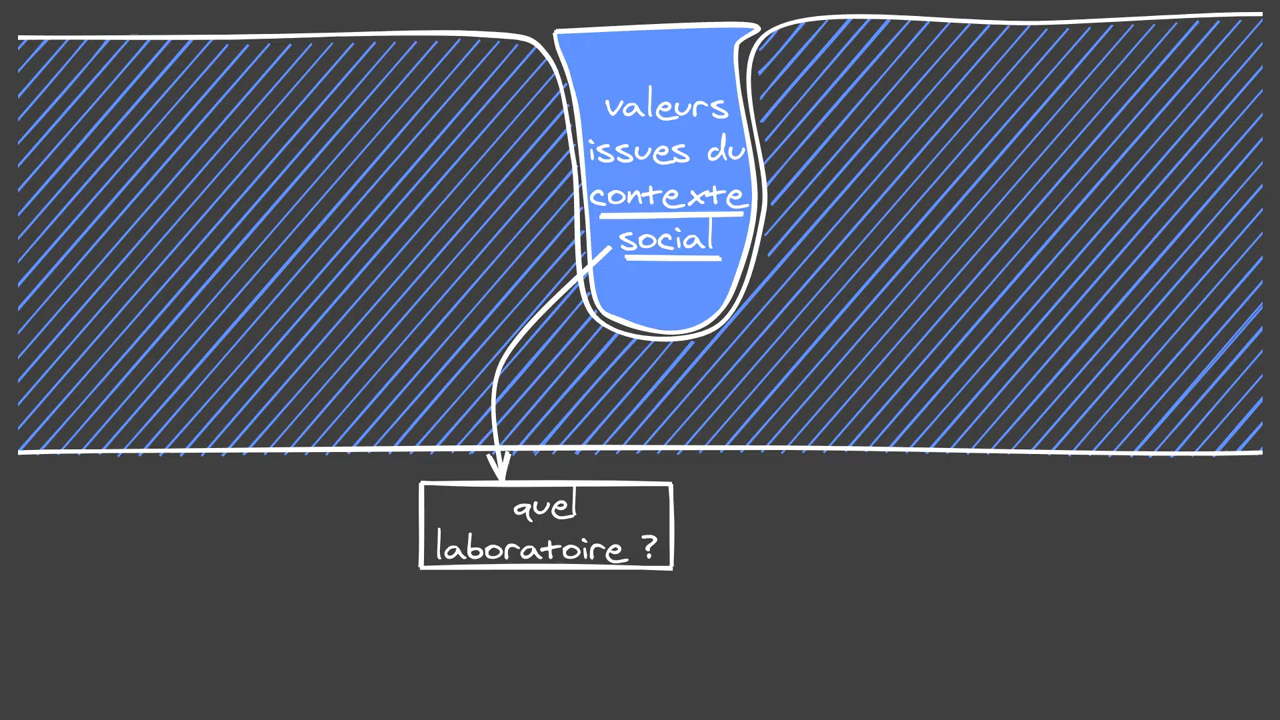 valeurs
issues du
contexte
social
quel
laboratoire ?